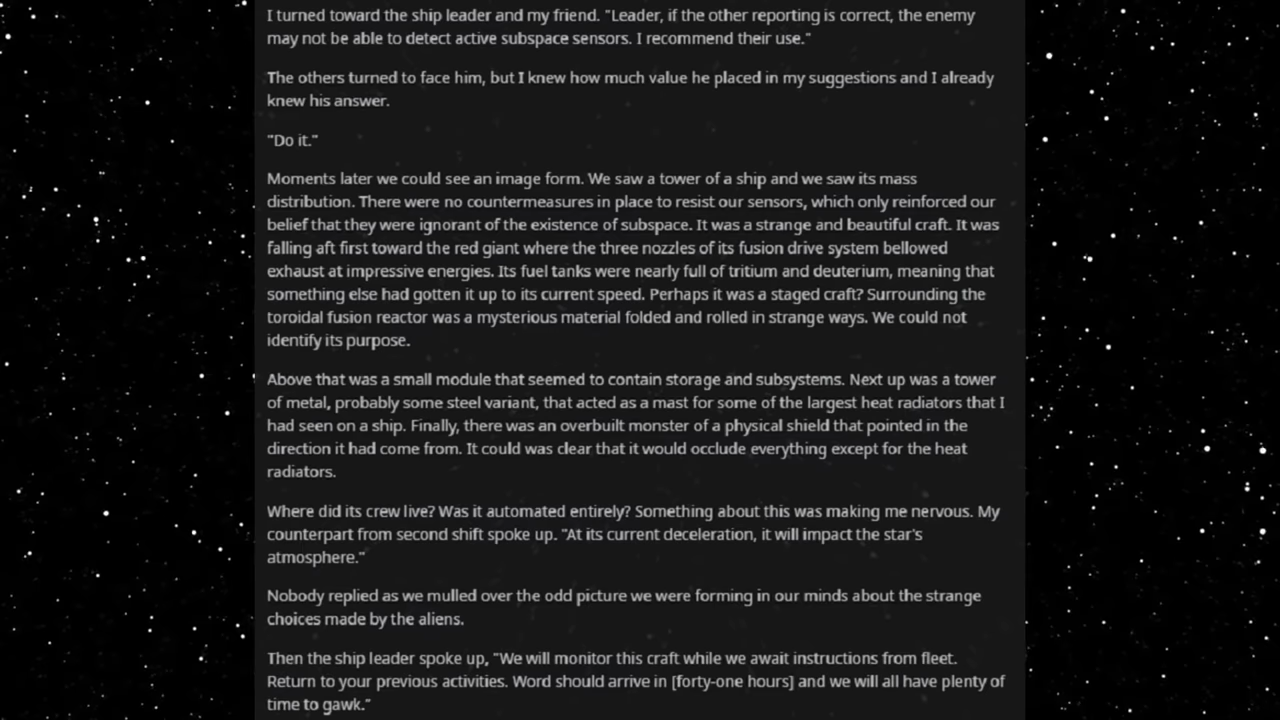 I turned toward the ship leader and my friend. "Leader, if the other reporting is correct, the enemy
may not be able to detect active subspace sensors. I recommend their use."
The others turned to face him, but I knew how much value he placed in my suggestions and I already
knew his answer.
"Do it."
Moments later we could see an image form. We saw a tower of a ship and we saw its mass
distribution. There were no countermeasures in place to resist our sensors, which only reinforced our
belief that they were ignorant of the existence of subspace. It was a strange and beautiful craft. It was
falling aft first toward the red giant where the three nozzles of its fusion drive system bellowed
exhaust at impressive energies. Its fuel tanks were nearly full of tritium and deuterium, meaning that
something else had gotten it up to its current speed. Perhaps it was a staged craft? Surrounding the
toroidal fusion reactor was a mysterious material folded and rolled in strange ways. We could not
identify its purpose.
Above that was a small module that seemed to contain storage and subsystems. Next up was a tower
of metal, probably some steel variant, that acted as a mast for some of the largest heat radiators that I
had seen on a ship. Finally, there was an overbuilt monster of a physical shield that pointed in the
direction it had come from. It could was clear that it would occlude everything except for the heat
radiators.
Where did its crew live? Was it automated entirely? Something about this was making me nervous. My
counterpart from second shift spoke up. "At its current deceleration, it will impact the star's
atmosphere."
Nobody replied as we mulled over the odd picture we were forming in our minds about the strange
choices made by the aliens.
Then the ship leader spoke up, "We will monitor this craft while we await instructions from fleet.
Return to your previous activities. Word should arrive in [forty-one hours] and we will all have plenty of
time to gawk."